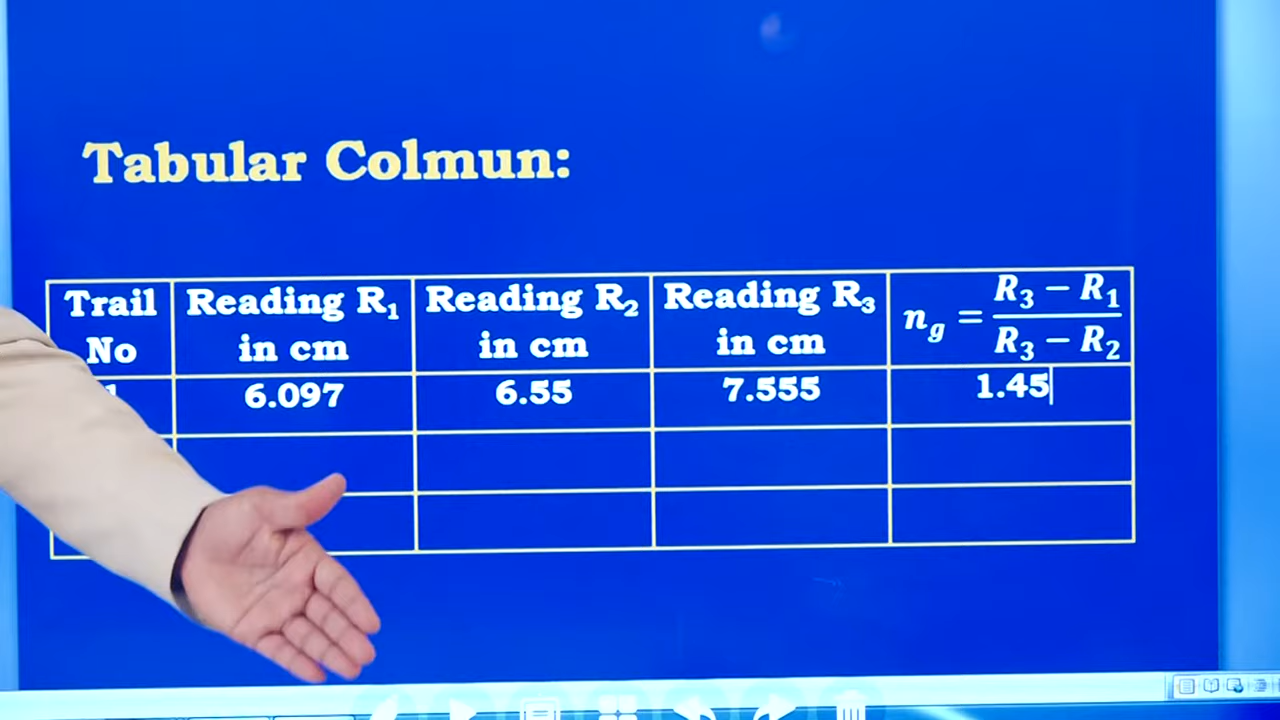 Tabular Colmun:
Trail No
Reading R₁ in cm
Reading R₂ in cm
Reading R₃ in cm
n_g = (R₃ − R₁)/(R₃ − R₂)
6.097
6.55
7.555
1.45